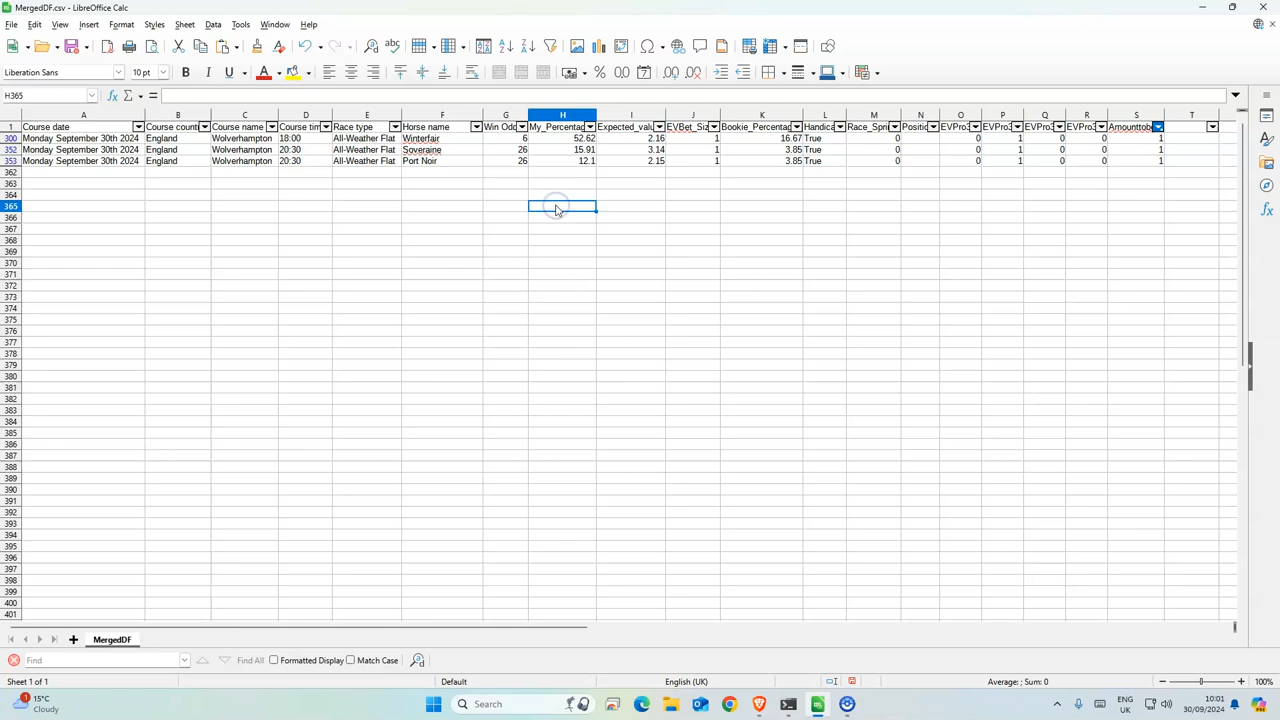 MergedDF.csv - LibreOffice Calc
File Edit View Insert Format Styles Sheet Data Tools Window Help
Liberation Sans 10 pt
H365
A B C D E F G H I J K L M N O P Q R S T
1 Course date Course count Course name Course tim Race type Horse name Win Odd My_Percenta Expected_val EVBet_Siz Bookie_Percentag Handica Race_Spri Positio EVPro EVPro EVPro EVPro Amounttob
300 Monday September 30th 2024 England Wolverhampton 18:00 All-Weather Flat Winterfair 6 52.62 2.16 1 16.67 True 0 0 1 0 0 1
352 Monday September 30th 2024 England Wolverhampton 20:30 All-Weather Flat Soveraine 26 15.91 3.14 1 3.85 True 0 0 1 0 0 1
353 Monday September 30th 2024 England Wolverhampton 20:30 All-Weather Flat Port Noir 26 12.1 2.15 1 3.85 True 0 0 1 0 0 1
362
363
364
365
366
367
368
369
370
371
372
373
374
375
376
377
378
379
380
381
382
383
384
385
386
387
388
389
390
391
392
393
394
395
396
397
398
399
400
401
MergedDF
Find Find All Formatted Display Match Case
Sheet 1 of 1 Default English (UK) Average: ; Sum: 0 100%
1 15°C Cloudy
Search
ENG UK
10:01 30/09/2024